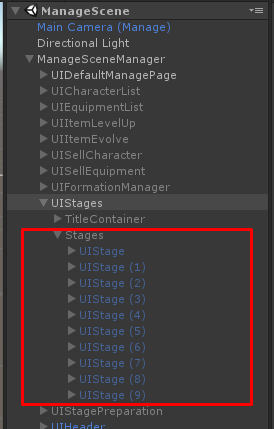 ManageScene
Main Camera (Manage)
Directional Light
ManageSceneManager
UIDefaultManagePage
UICharacterList
UIEquipmentList
UIItemLevelUp
UIItemEvolve
UISellCharacter
UISellEquipment
UIFormationManager
UIStages
TitleContainer
Stages
UIStage
UIStage (1)
UIStage (2)
UIStage (3)
UIStage (4)
UIStage (5)
UIStage (6)
UIStage (7)
UIStage (8)
UIStage (9)
UIStagePreparation
UIHeader